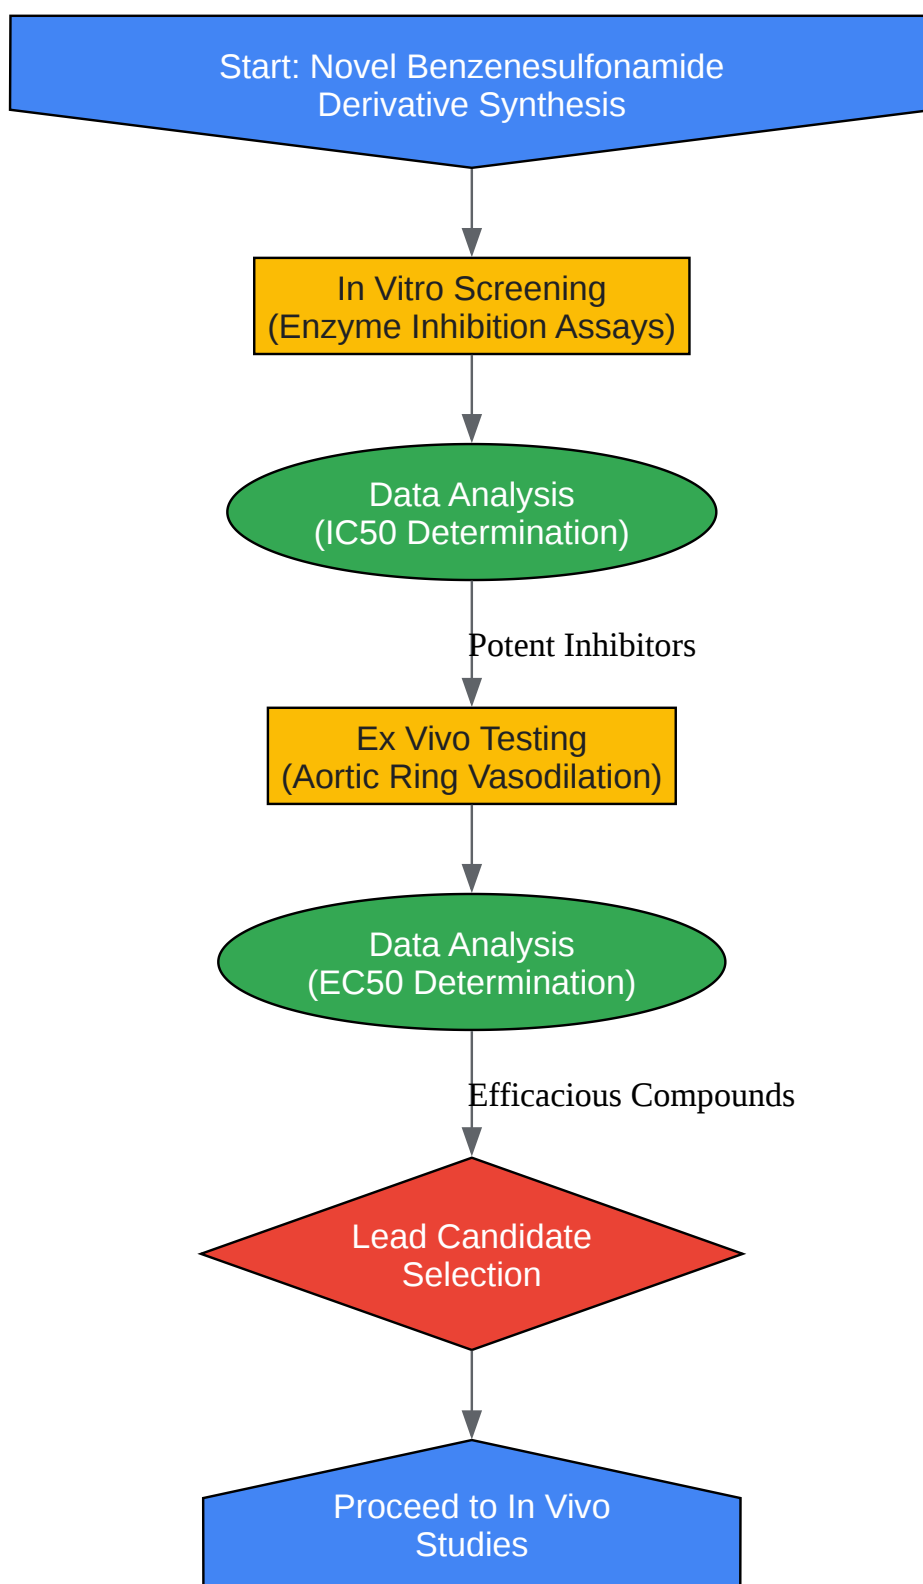 Start: Novel Benzenesulfonamide
Derivative Synthesis
In Vitro Screening
(Enzyme Inhibition Assays)
Data Analysis
(IC50 Determination)
Potent Inhibitors
Ex Vivo Testing
(Aortic Ring Vasodilation)
Data Analysis
(EC50 Determination)
Efficacious Compounds
Lead Candidate
Selection
Proceed to In Vivo
Studies